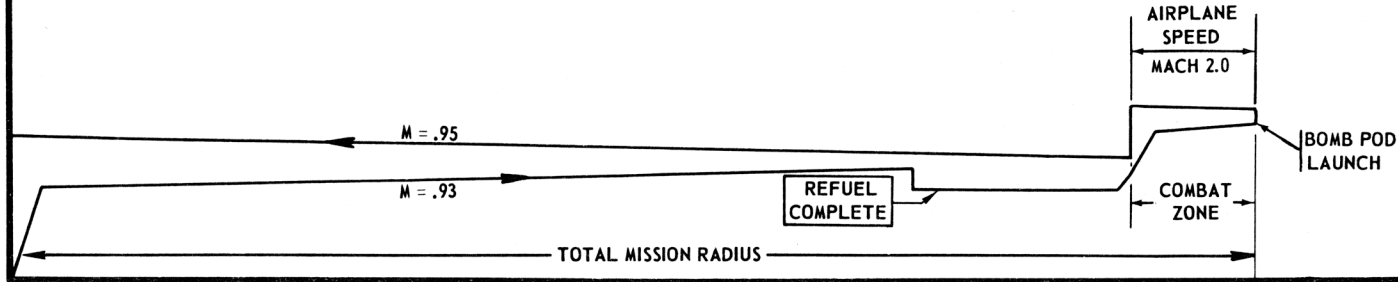 AIRPLANE
SPEED
MACH 2.0
M = .95
BOMB POD
LAUNCH
M = .93
REFUEL
COMPLETE
COMBAT
ZONE
TOTAL MISSION RADIUS